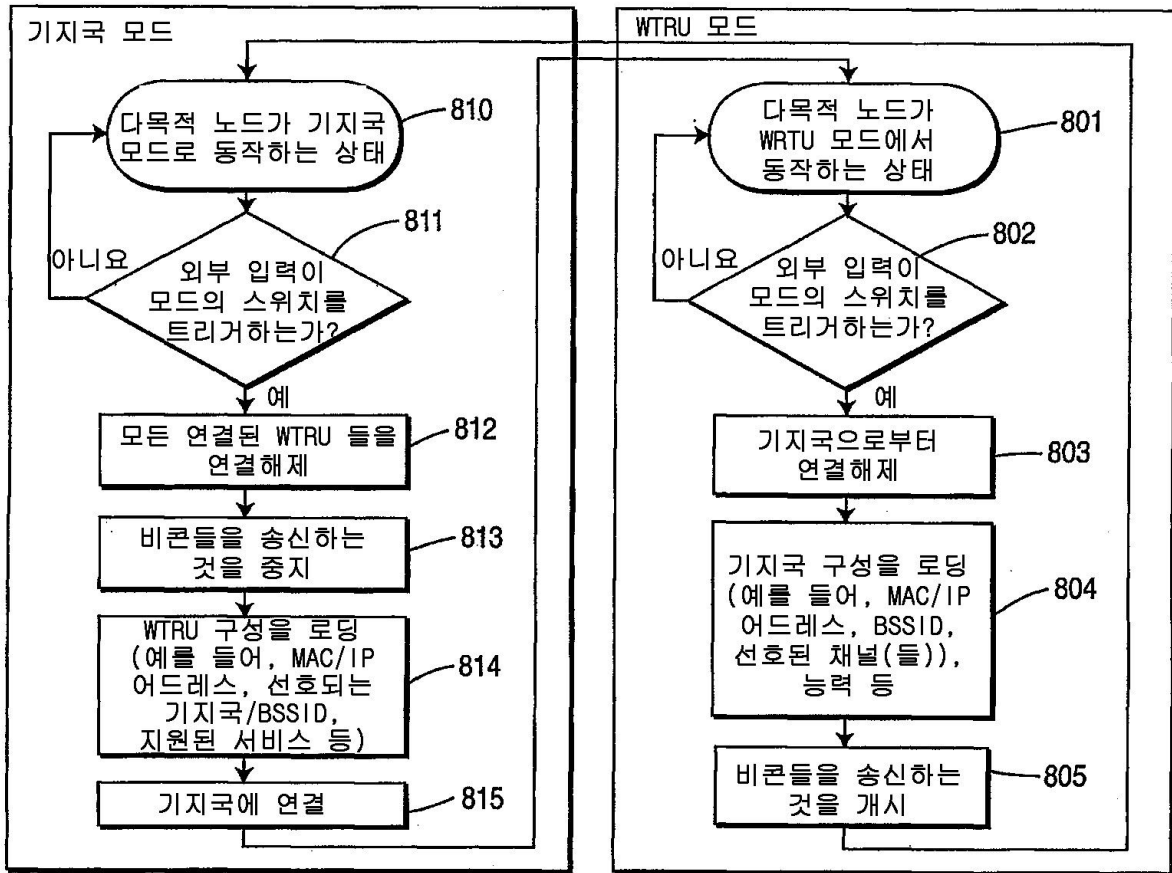 기지국 모드
다목적 노드가 기지국
모드로 동작하는 상태
810
811
아니요
외부 입력이
모드의 스위치를
트리거하는가?
예
모든 연결된 WTRU 들을
연결해제
812
비콘들을 송신하는
것을 중지
813
WTRU 구성을 로딩
(예를 들어, MAC/IP
어드레스, 선호되는
기지국/BSSID,
지원된 서비스 등)
814
기지국에 연결
815
WTRU 모드
다목적 노드가
WRTU 모드에서
동작하는 상태
801
802
아니요
외부 입력이
모드의 스위치를
트리거하는가?
예
기지국으로부터
연결해제
803
기지국 구성을 로딩
(예를 들어, MAC/IP
어드레스, BSSID,
선호된 채널(들)),
능력 등
804
비콘들을 송신하는
것을 개시
805